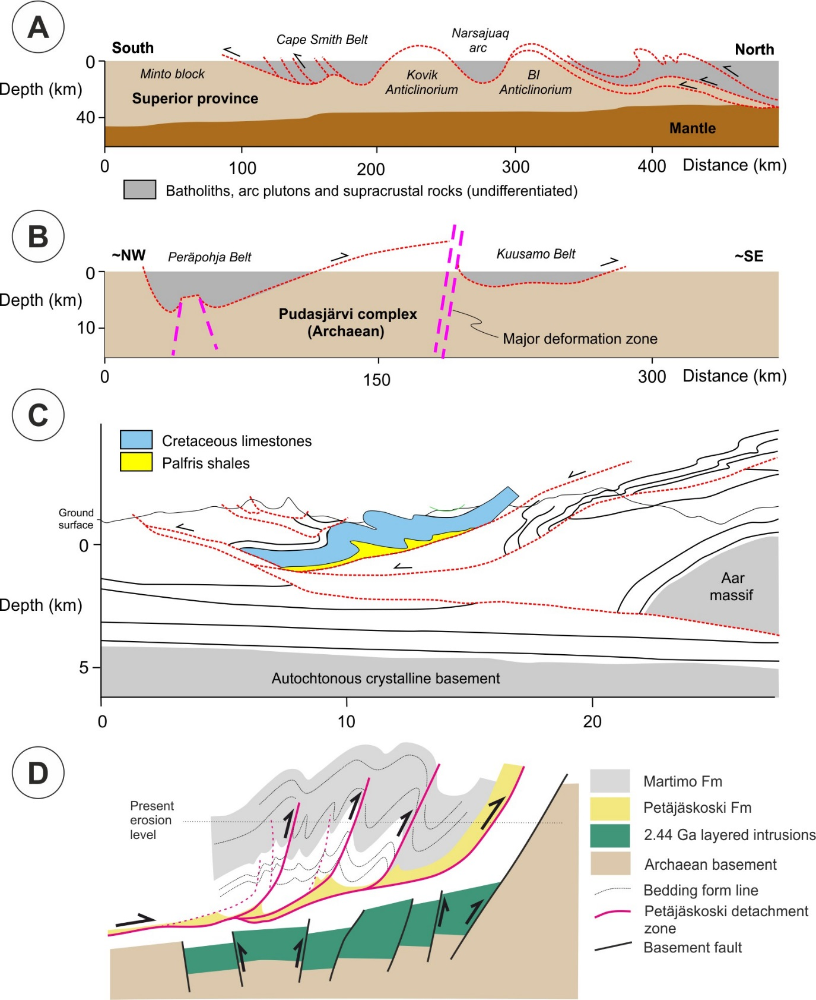 A
South
Cape Smith Belt
Narsajuaq
arc
North
0
Depth (km)
40
Minto block
Superior province
Kovik
Anticlinorium
BI
Anticlinorium
Mantle
0
100
200
300
400
Distance (km)
Batholiths, arc plutons and supracrustal rocks (undifferentiated)
B
~NW
Peräpohja Belt
Kuusamo Belt
~SE
0
Depth (km)
10
Pudasjärvi complex
(Archaean)
Major deformation zone
0
150
300
Distance (km)
C
Cretaceous limestones
Palfris shales
Ground
surface
0
Depth (km)
5
Aar
massif
Autochtonous crystalline basement
0
10
20
D
Present
erosion
level
Martimo Fm
Petäjäskoski Fm
2.44 Ga layered intrusions
Archaean basement
Bedding form line
Petäjäskoski detachment
zone
Basement fault